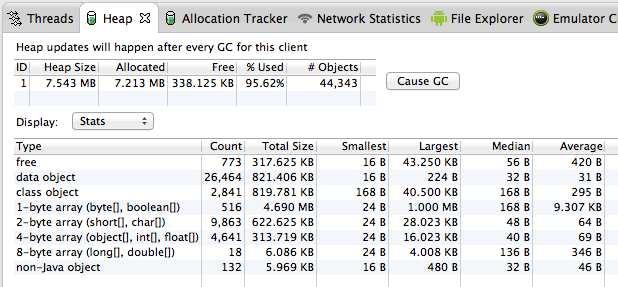 Threads Heap Allocation Tracker Network Statistics File Explorer Emulator C
Heap updates will happen after every GC for this client
ID Heap Size Allocated Free % Used # Objects
1 7.543 MB 7.213 MB 338.125 KB 95.62% 44,343
Cause GC
Display: Stats
Type Count Total Size Smallest Largest Median Average
free 773 317.625 KB 16 B 43.250 KB 56 B 420 B
data object 26,464 821.406 KB 16 B 224 B 32 B 31 B
class object 2,841 819.781 KB 168 B 40.500 KB 168 B 295 B
1-byte array (byte[], boolean[]) 516 4.690 MB 24 B 1.000 MB 168 B 9.307 KB
2-byte array (short[], char[]) 9,863 622.625 KB 24 B 28.023 KB 48 B 64 B
4-byte array (object[], int[], float[]) 4,641 313.719 KB 24 B 16.023 KB 40 B 69 B
8-byte array (long[], double[]) 18 6.086 KB 24 B 4.008 KB 136 B 346 B
non-Java object 132 5.969 KB 16 B 480 B 32 B 46 B